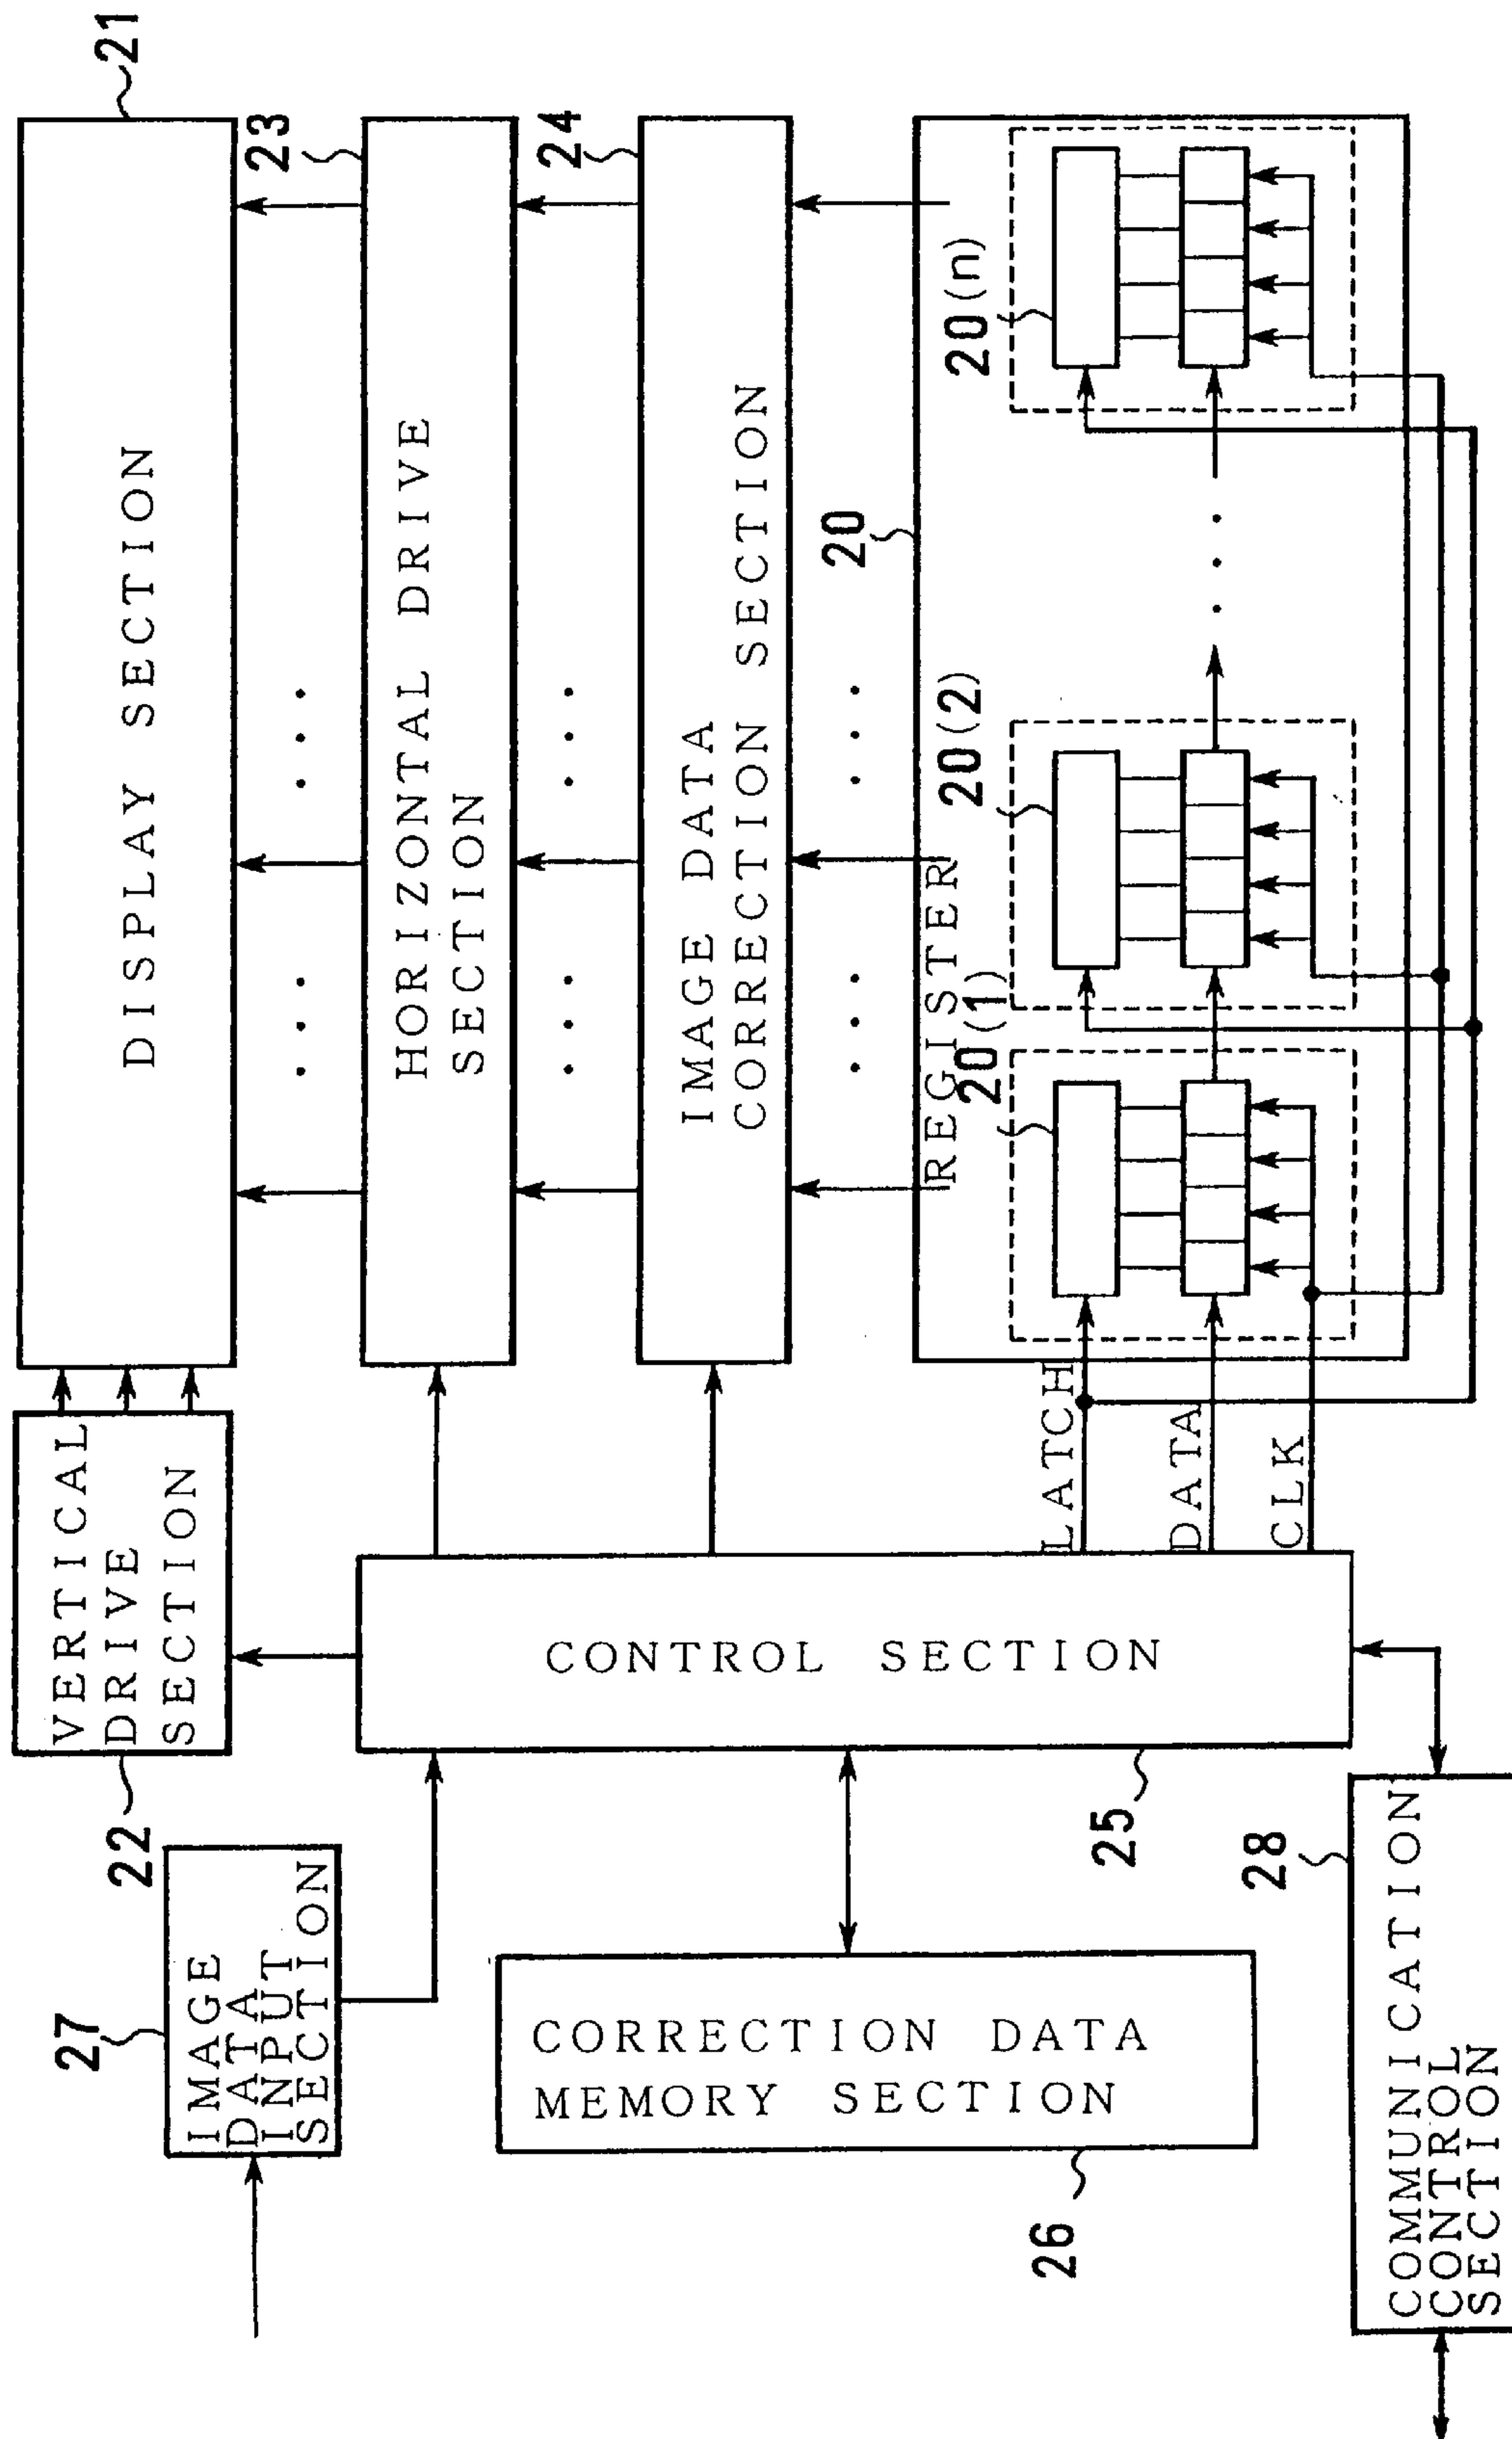 21
DISPLAY SECTION
23
HORIZONTAL DRIVE
SECTION
24
IMAGE DATA
CORRECTION SECTION
20
REGISTER
20(1)
20(2)
20(n)
VERTICAL
DRIVE
SECTION
22
LATCH
DATA
CLK
CONTROL SECTION
25
27
IMAGE
DATA
INPUT
SECTION
CORRECTION DATA
MEMORY SECTION
26
28
COMMUNICATION
CONTROL
SECTION